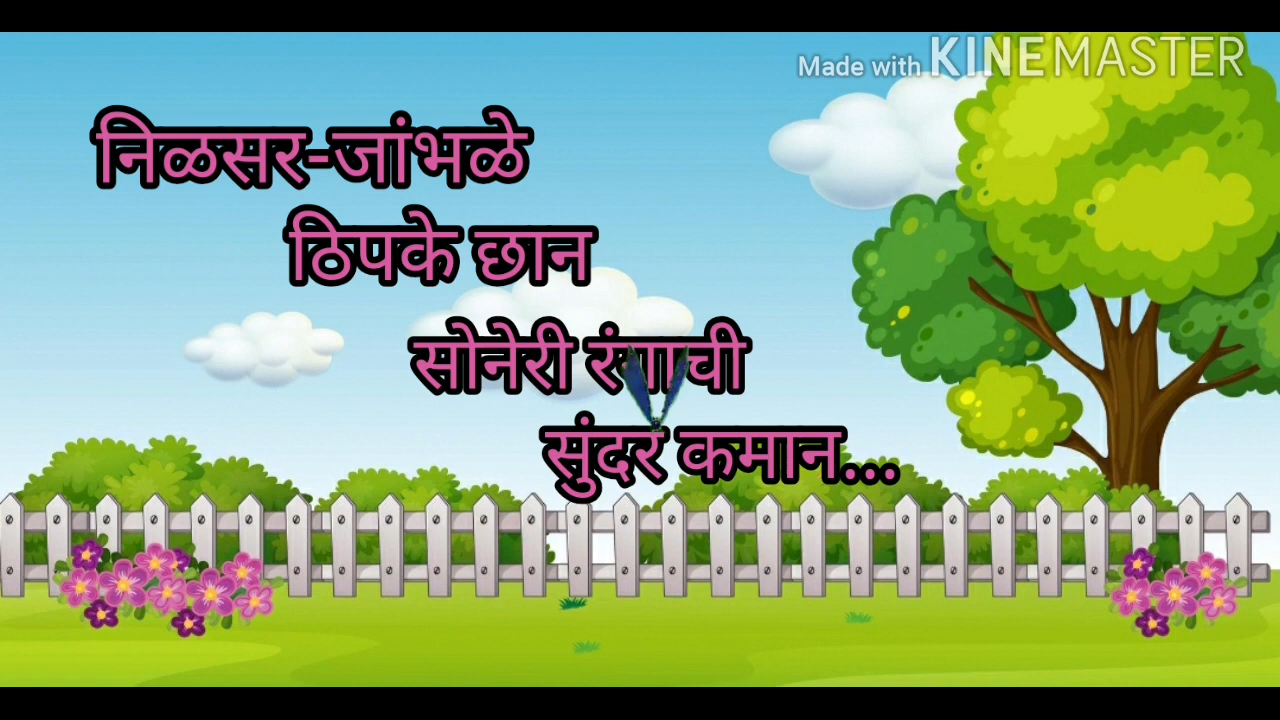 Made with KINEMASTER
निळसर-जांभळे
ठिपके छान
सोनेरी रंगाची
सुंदर कमान...